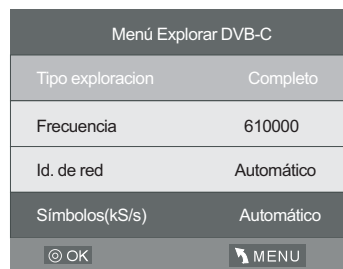 Menú Explorar DVB-C
Tipo exploracion Completo
Frecuencia 610000
Id. de red Automático
Símbolos(kS/s) Automático
OK MENU